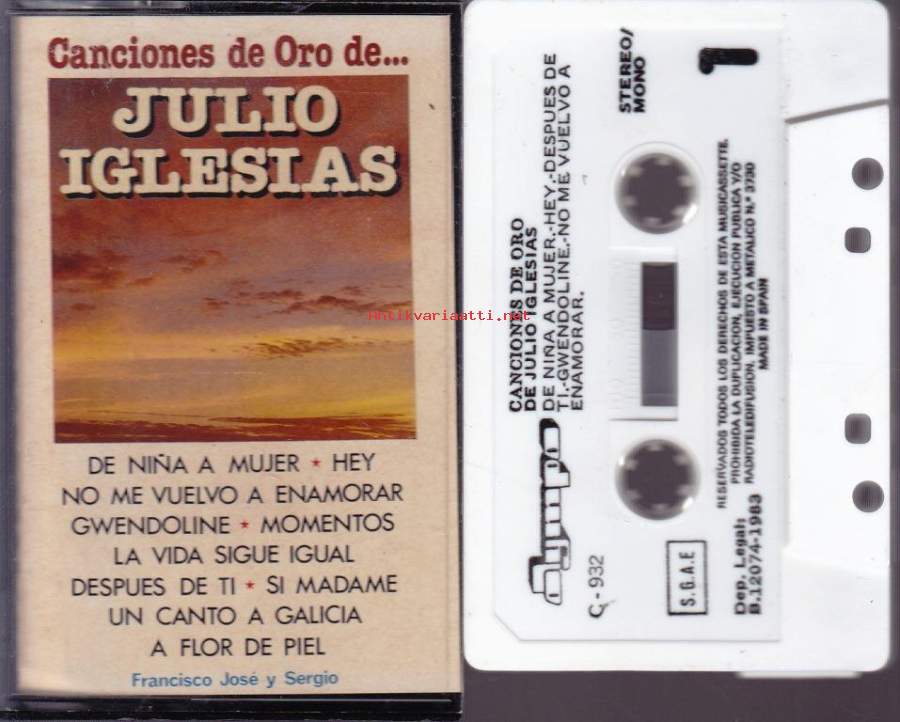 Canciones de Oro de...
JULIO
IGLESIAS
DE NIÑA A MUJER ★ HEY
NO ME VUELVO A ENAMORAR
GWENDOLINE ★ MOMENTOS
LA VIDA SIGUE IGUAL
DESPUES DE TI ★ SI MADAME
UN CANTO A GALICIA
A FLOR DE PIEL
Francisco José y Sergio
Antikvariaatti.net
STEREO/
MONO
1
CANCIONES DE ORO
DE JULIO IGLESIAS
DE NIÑA A MUJER.-HEY.-DESPUES DE
TI.-GWENDOLINE.-NO ME VUELVO A
ENAMORAR.
Olympo
C-932
S.G.A.E
RESERVADOS TODOS LOS DERECHOS DE ESTA MUSICASSETTE.
PROHIBIDA LA DUPLICACION, EJECUCION PUBLICA Y/O
RADIOTELEDIFUSION, IMPUESTO A METALICO N.º 3730
MADE IN SPAIN
Dep. Legal:
B.12074-1983